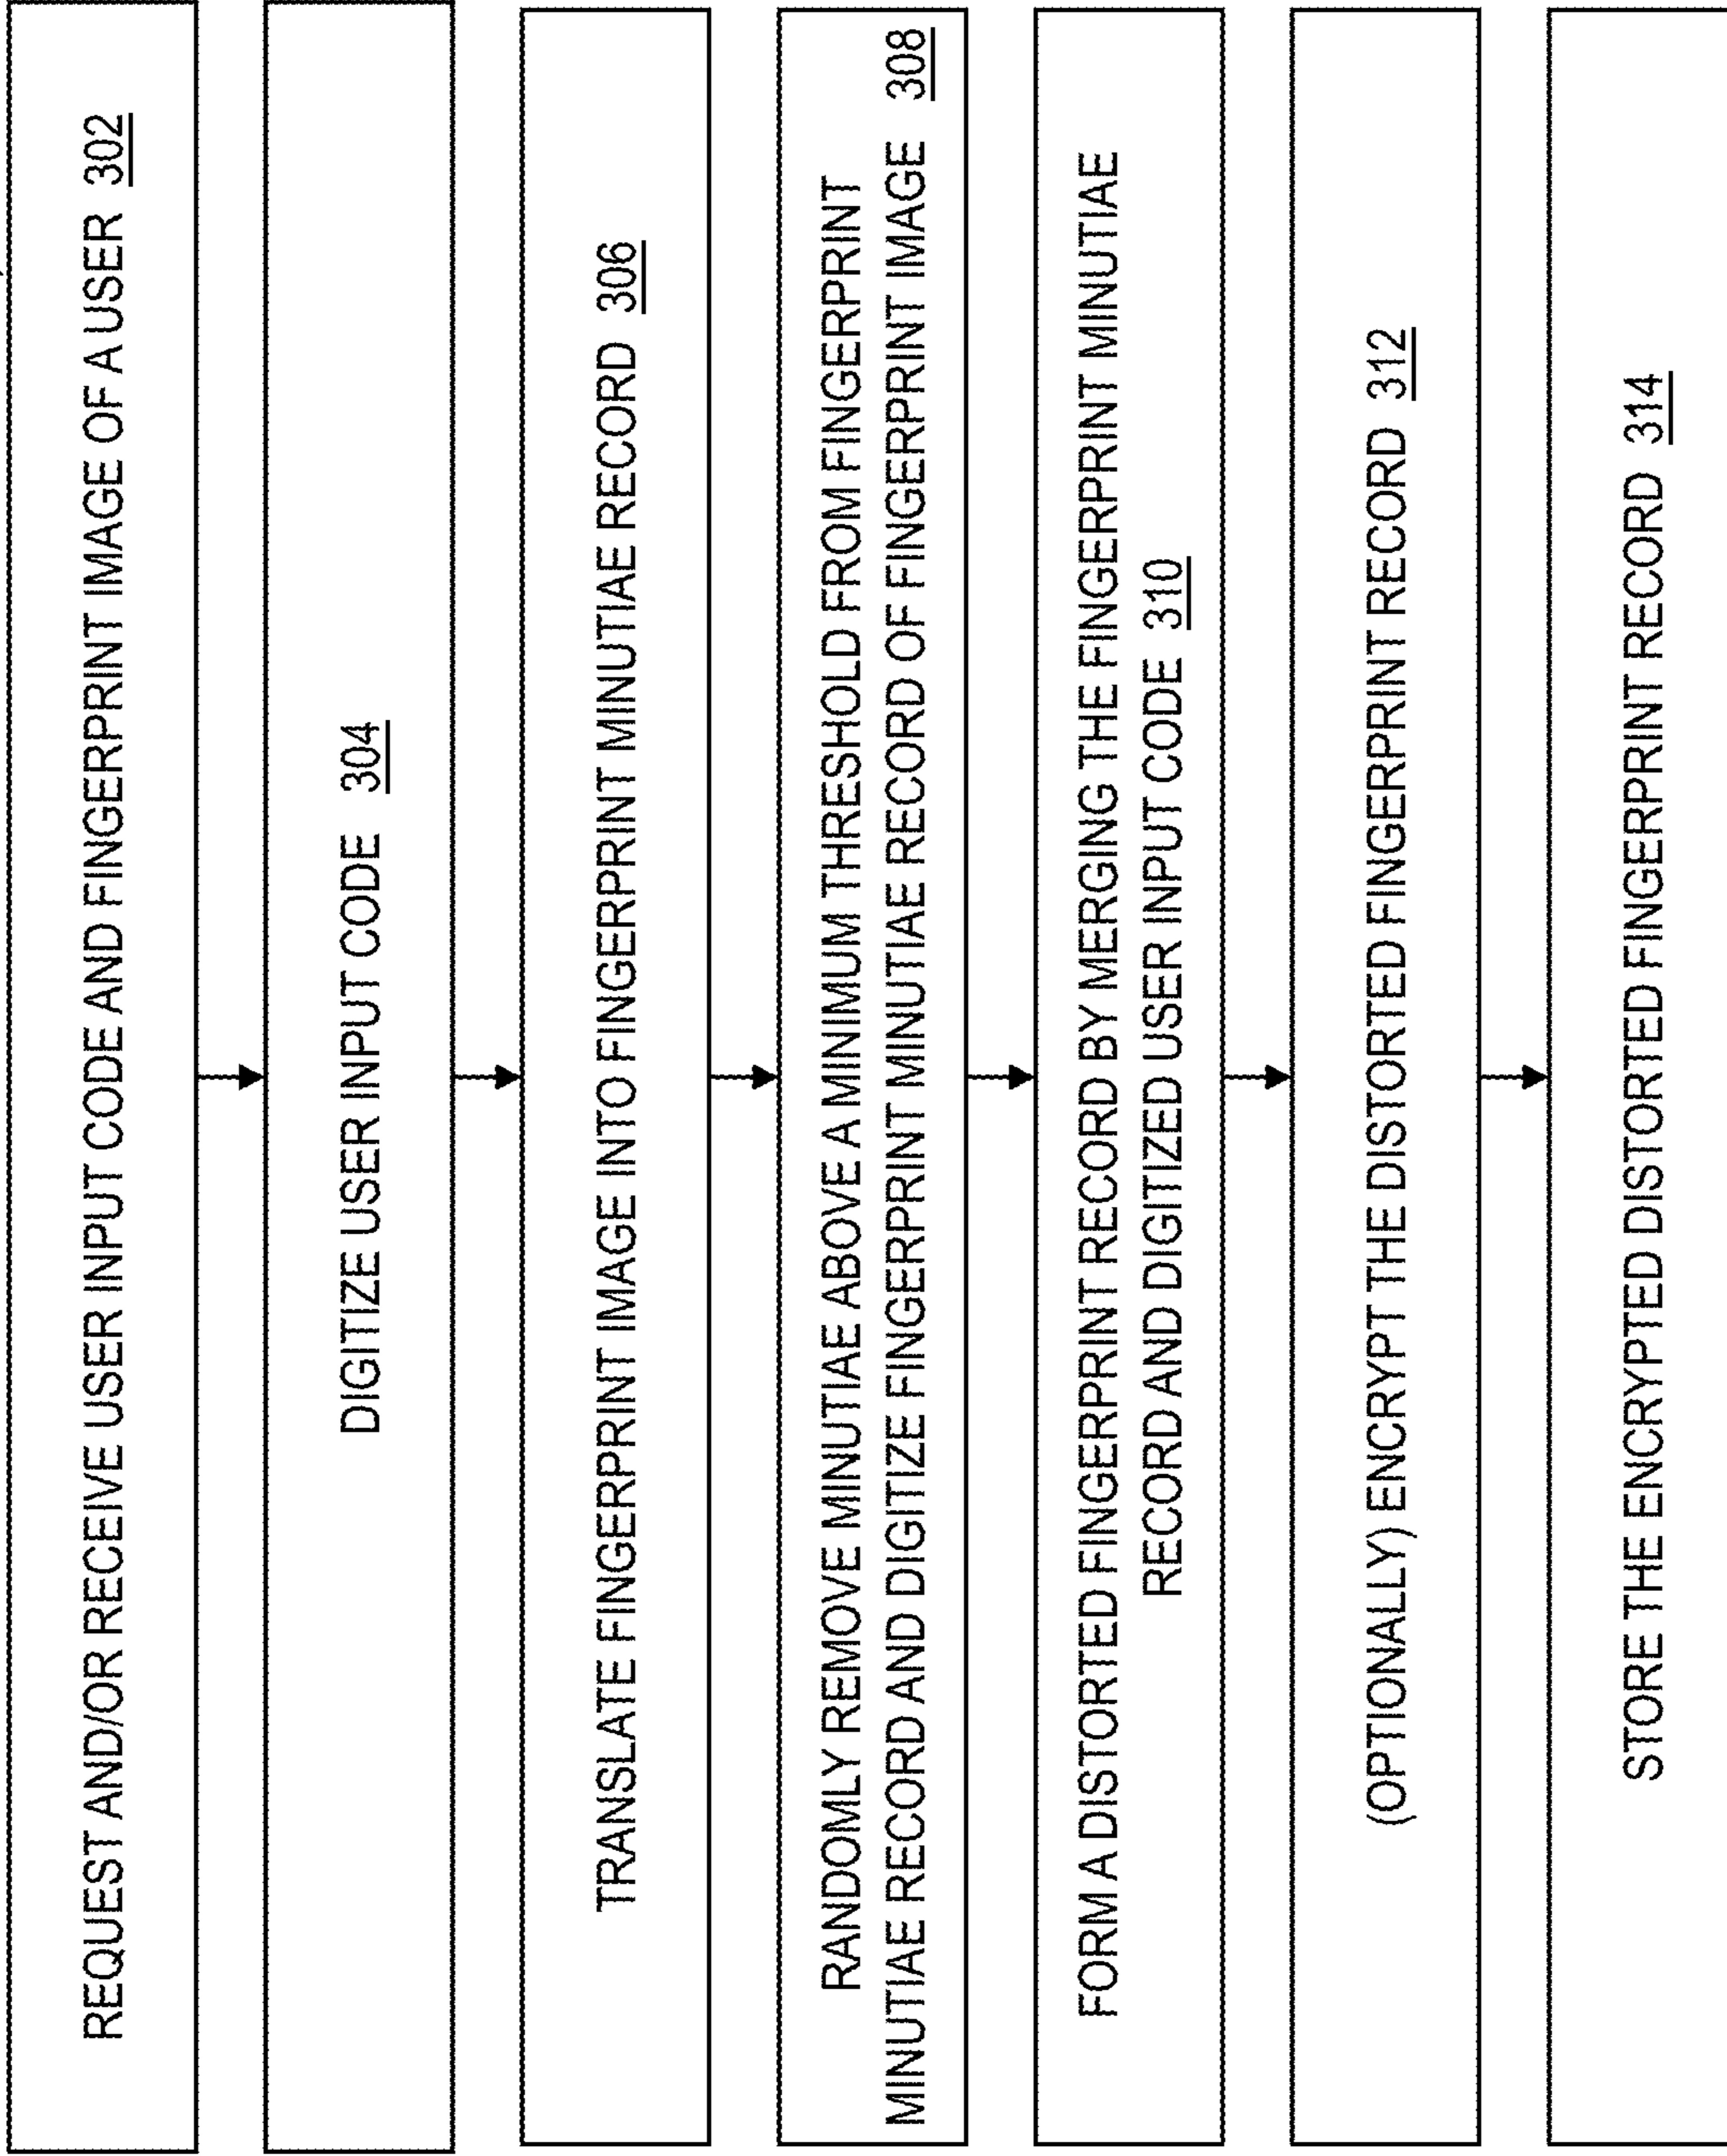 REQUEST AND/OR RECEIVE USER INPUT CODE AND FINGERPRINT IMAGE OF A USER 302
DIGITIZE USER INPUT CODE 304
TRANSLATE FINGERPRINT IMAGE INTO FINGERPRINT MINUTIAE RECORD 306
RANDOMLY REMOVE MINUTIAE ABOVE A MINIMUM THRESHOLD FROM FINGERPRINT
MINUTIAE RECORD AND DIGITIZE FINGERPRINT MINUTIAE RECORD OF FINGERPRINT IMAGE 308
FORM A DISTORTED FINGERPRINT RECORD BY MERGING THE FINGERPRINT MINUTIAE
RECORD AND DIGITIZED USER INPUT CODE 310
(OPTIONALLY) ENCRYPT THE DISTORTED FINGERPRINT RECORD 312
STORE THE ENCRYPTED DISTORTED FINGERPRINT RECORD 314